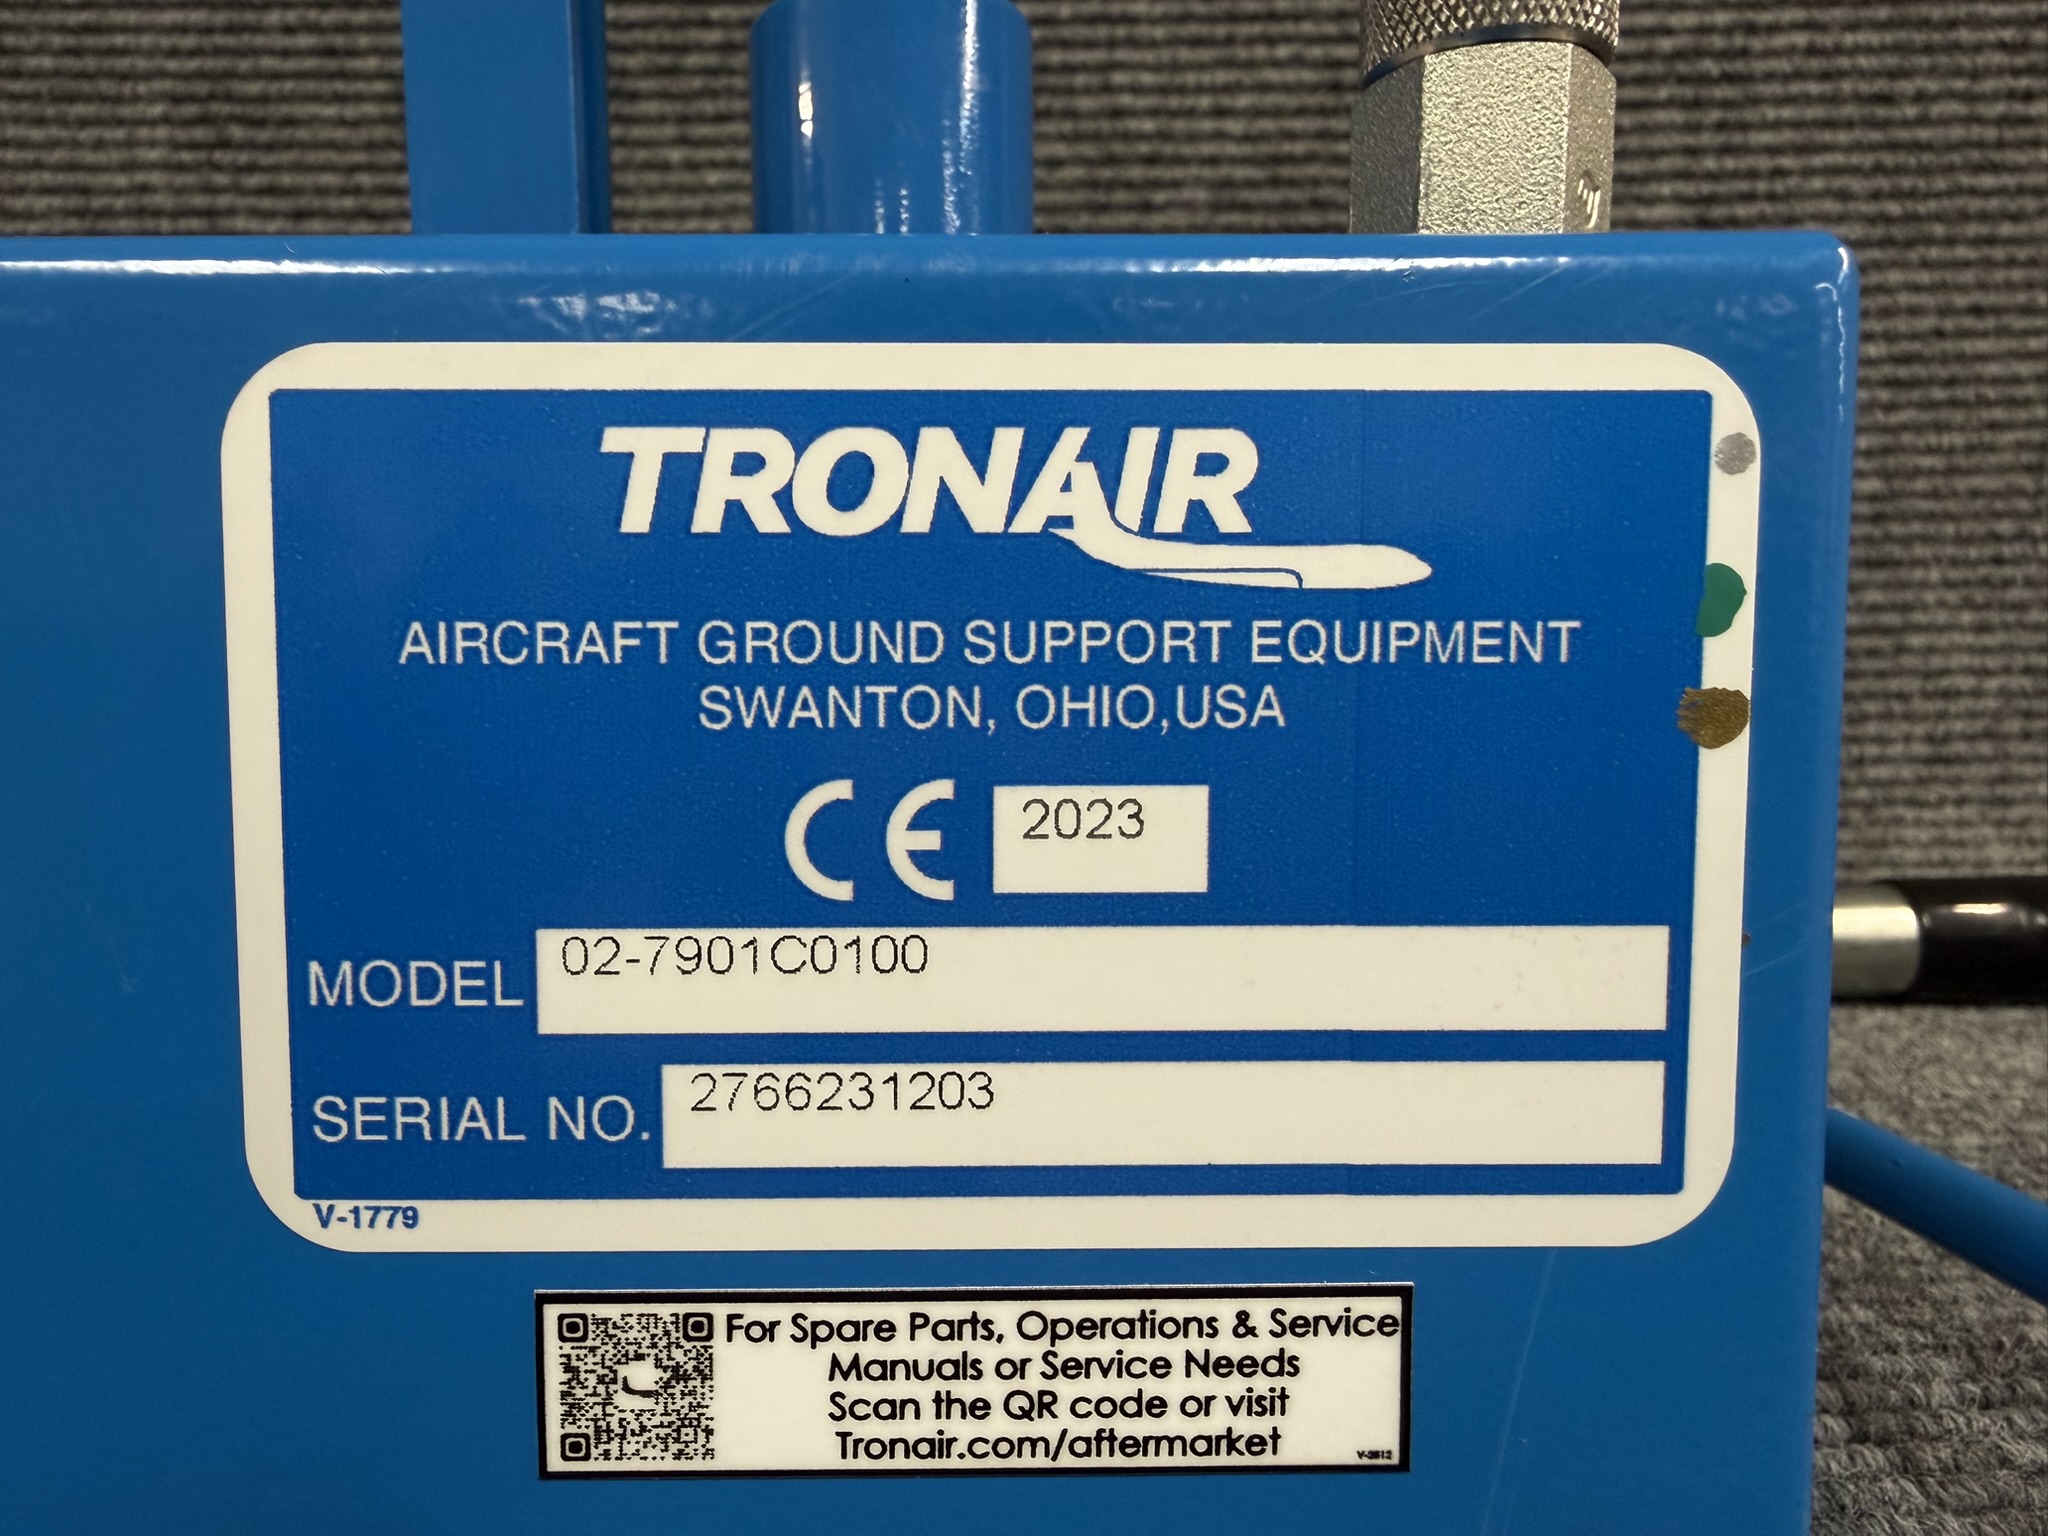 TRONAIR
AIRCRAFT GROUND SUPPORT EQUIPMENT
SWANTON, OHIO,USA
CE 2023
MODEL 02-7901C0100
SERIAL NO. 2766231203
V-1779
For Spare Parts, Operations & Service
Manuals or Service Needs
Scan the QR code or visit
Tronair.com/aftermarket